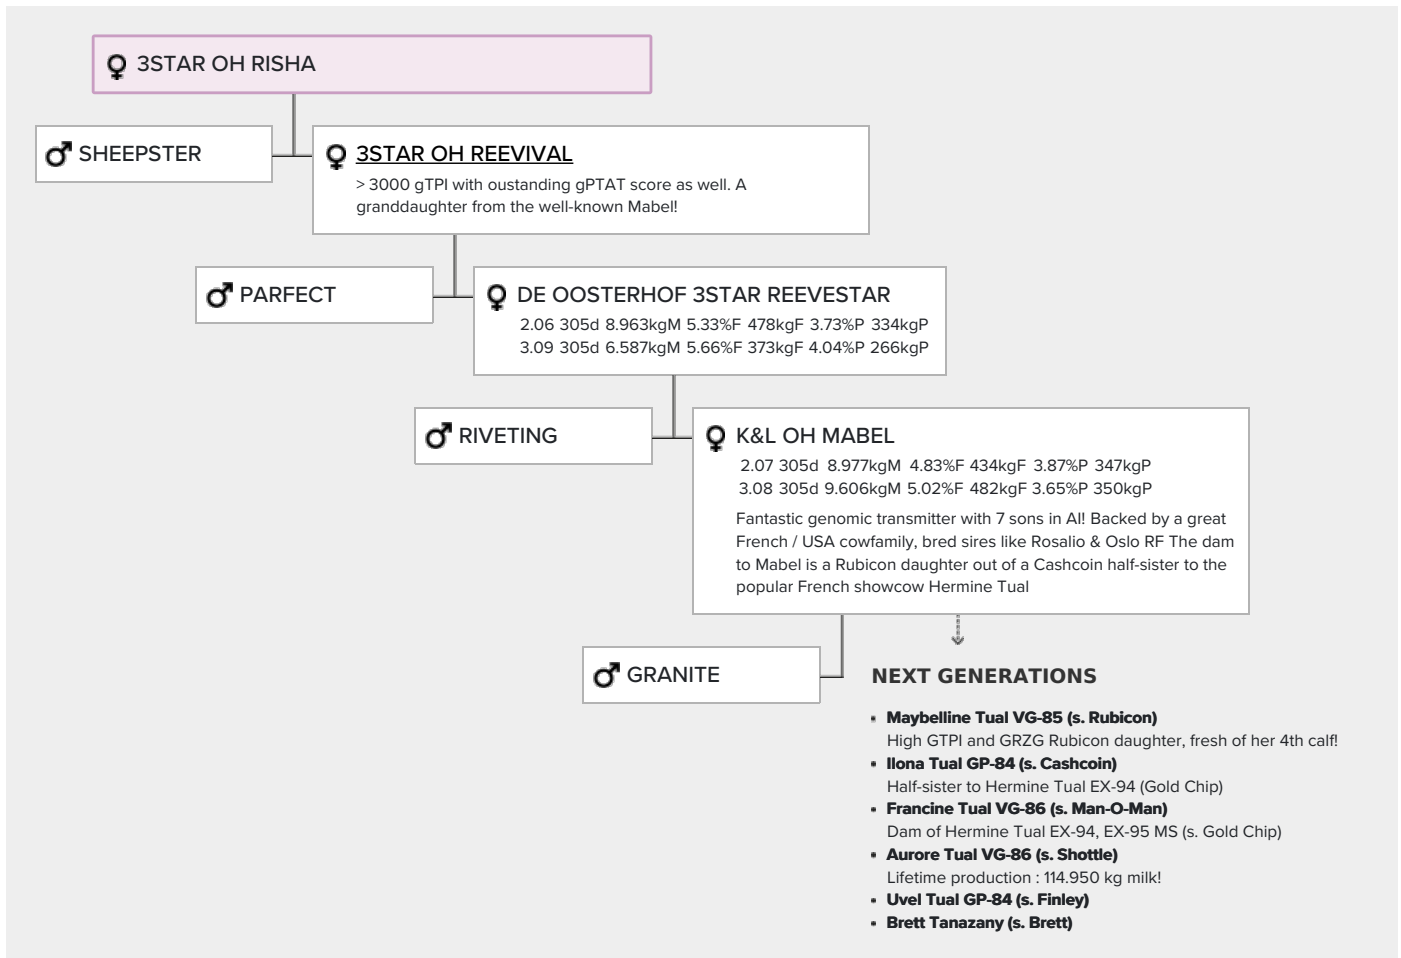 3STAR OH RISHA
SHEEPSTER
3STAR OH REEVIVAL
> 3000 gTPI with oustanding gPTAT score as well. A
granddaughter from the well-known Mabel!
PARFECT
DE OOSTERHOF 3STAR REEVESTAR
2.06 305d 8.963kgM 5.33%F 478kgF 3.73%P 334kgP
3.09 305d 6.587kgM 5.66%F 373kgF 4.04%P 266kgP
RIVETING
K&L OH MABEL
2.07 305d 8.977kgM 4.83%F 434kgF 3.87%P 347kgP
3.08 305d 9.606kgM 5.02%F 482kgF 3.65%P 350kgP
Fantastic genomic transmitter with 7 sons in AI! Backed by a great
French / USA cowfamily, bred sires like Rosalio & Oslo RF The dam
to Mabel is a Rubicon daughter out of a Cashcoin half-sister to the
popular French showcow Hermine Tual
GRANITE
NEXT GENERATIONS
Maybelline Tual VG-85 (s. Rubicon)
High GTPI and GRZG Rubicon daughter, fresh of her 4th calf!
Ilona Tual GP-84 (s. Cashcoin)
Half-sister to Hermine Tual EX-94 (Gold Chip)
Francine Tual VG-86 (s. Man-O-Man)
Dam of Hermine Tual EX-94, EX-95 MS (s. Gold Chip)
Aurore Tual VG-86 (s. Shottle)
Lifetime production : 114.950 kg milk!
Uvel Tual GP-84 (s. Finley)
Brett Tanazany (s. Brett)